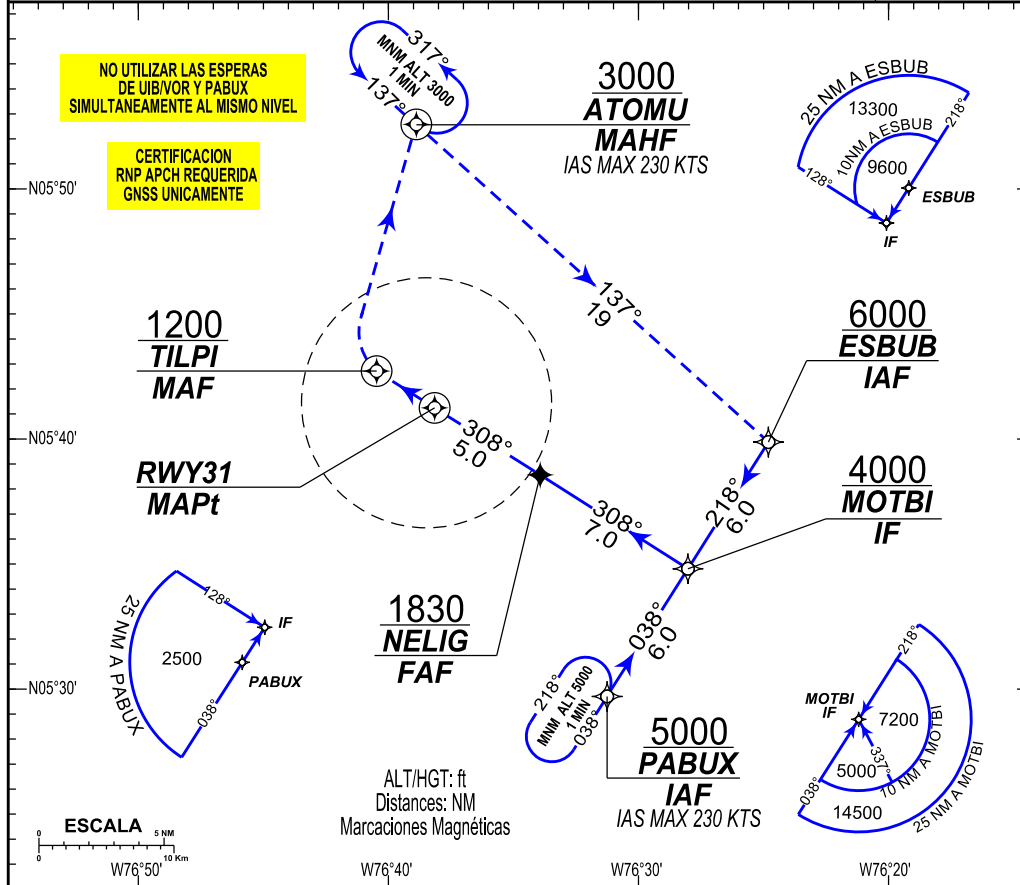 NO UTILIZAR LAS ESPERAS
DE UIB/VOR Y PABUX
SIMULTANEAMENTE AL MISMO NIVEL
CERTIFICACION
RNP APCH REQUERIDA
GNSS UNICAMENTE
317°
MNM ALT 3000
1 MIN
137°
3000
ATOMU
MAHF
IAS MAX 230 KTS
25 NM A ESBUB
13300
218°
10NM A ESBUB
9600
128°
ESBUB
IF
N05°50'
137°
19
1200
TILPI
MAF
6000
ESBUB
IAF
N05°40'
308°
5.0
RWY31
MAPt
218°
6.0
4000
MOTBI
IF
308°
7.0
128°
IF
25 NM A PABUX
2500
PABUX
038°
1830
NELIG
FAF
038°
6.0
N05°30'
218°
MNM ALT 5000
1 MIN
038°
5000
PABUX
IAF
IAS MAX 230 KTS
218°
MOTBI
IF
7200
337°
5000
10 NM A MOTBI
038°
14500
25 NM A MOTBI
ALT/HGT: ft
Distances: NM
Marcaciones Magnéticas
ESCALA
0 5 NM
0 10 Km
W76°50' W76°40' W76°30' W76°20'